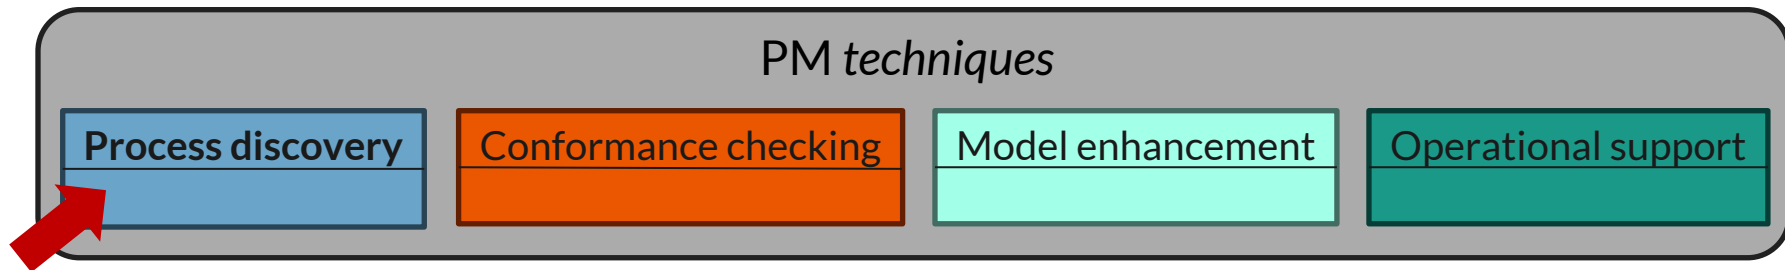 PM techniques
Process discovery
Conformance checking
Model enhancement
Operational support